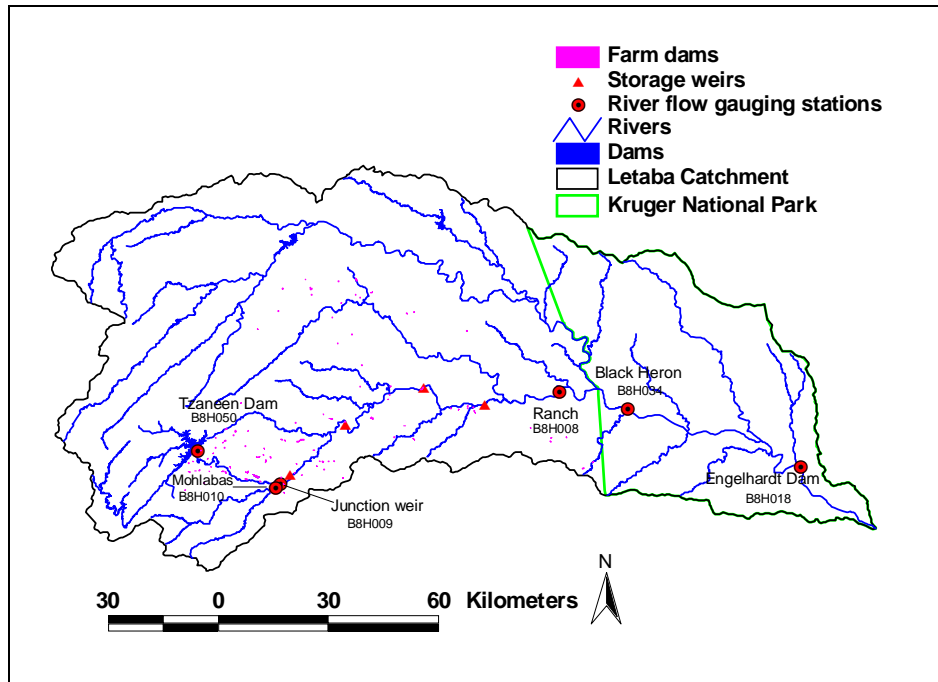 Farm dams
Storage weirs
River flow gauging stations
Rivers
Dams
Letaba Catchment
Kruger National Park
Black Heron
B8H034
Tzaneen Dam
B8H050
Ranch
B8H008
Mohlabas
B8H010
Engelhardt Dam
B8H018
Junction weir
B8H009
N
30 0 30 60 Kilometers